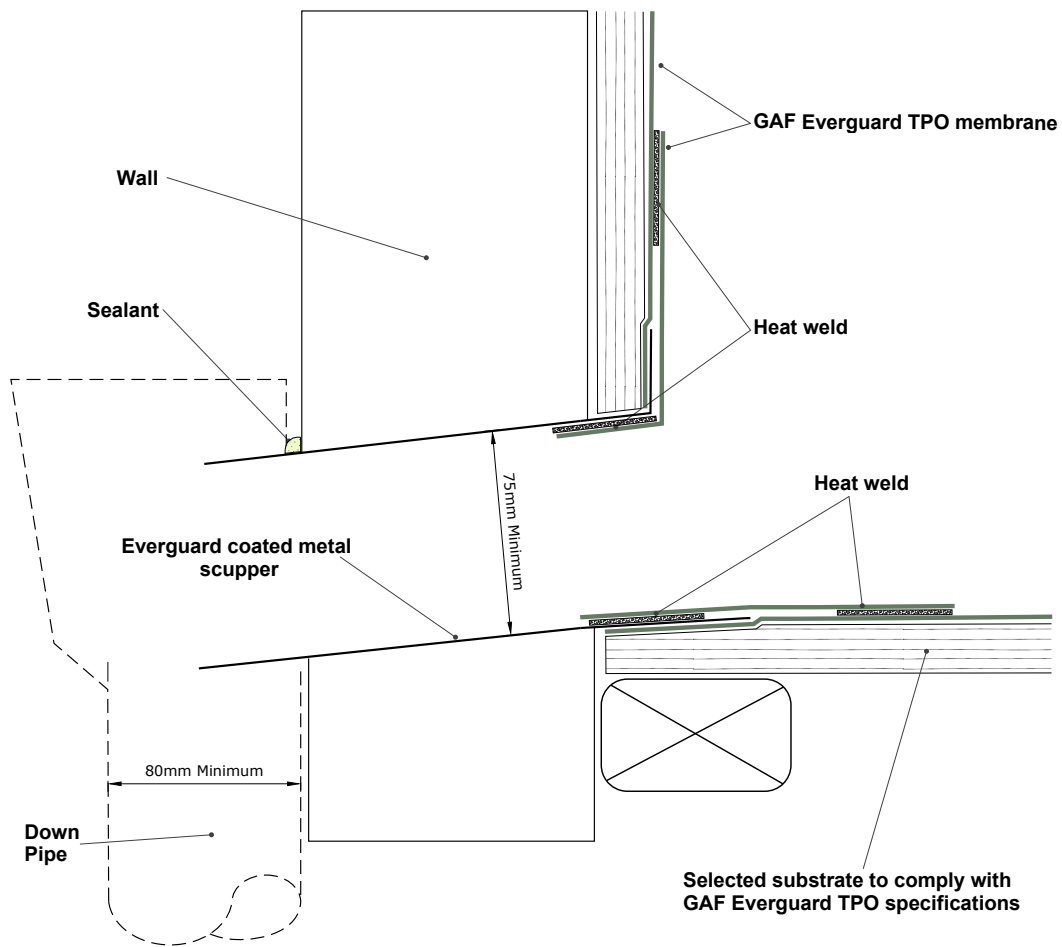 GAF Everguard TPO membrane
Wall
Sealant
Heat weld
75mm Minimum
Heat weld
Everguard coated metal
scupper
80mm Minimum
Down
Pipe
Selected substrate to comply with
GAF Everguard TPO specifications